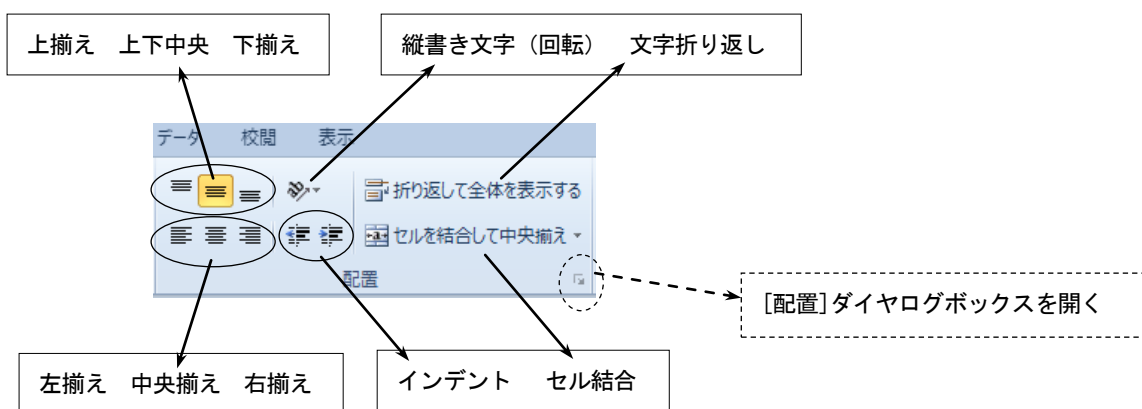 上揃え 上下中央 下揃え
縦書き文字（回転） 文字折り返し
データ 校閲 表示
折り返して全体を表示する
セルを結合して中央揃え
配置
[配置]ダイヤログボックスを開く
左揃え 中央揃え 右揃え
インデント セル結合